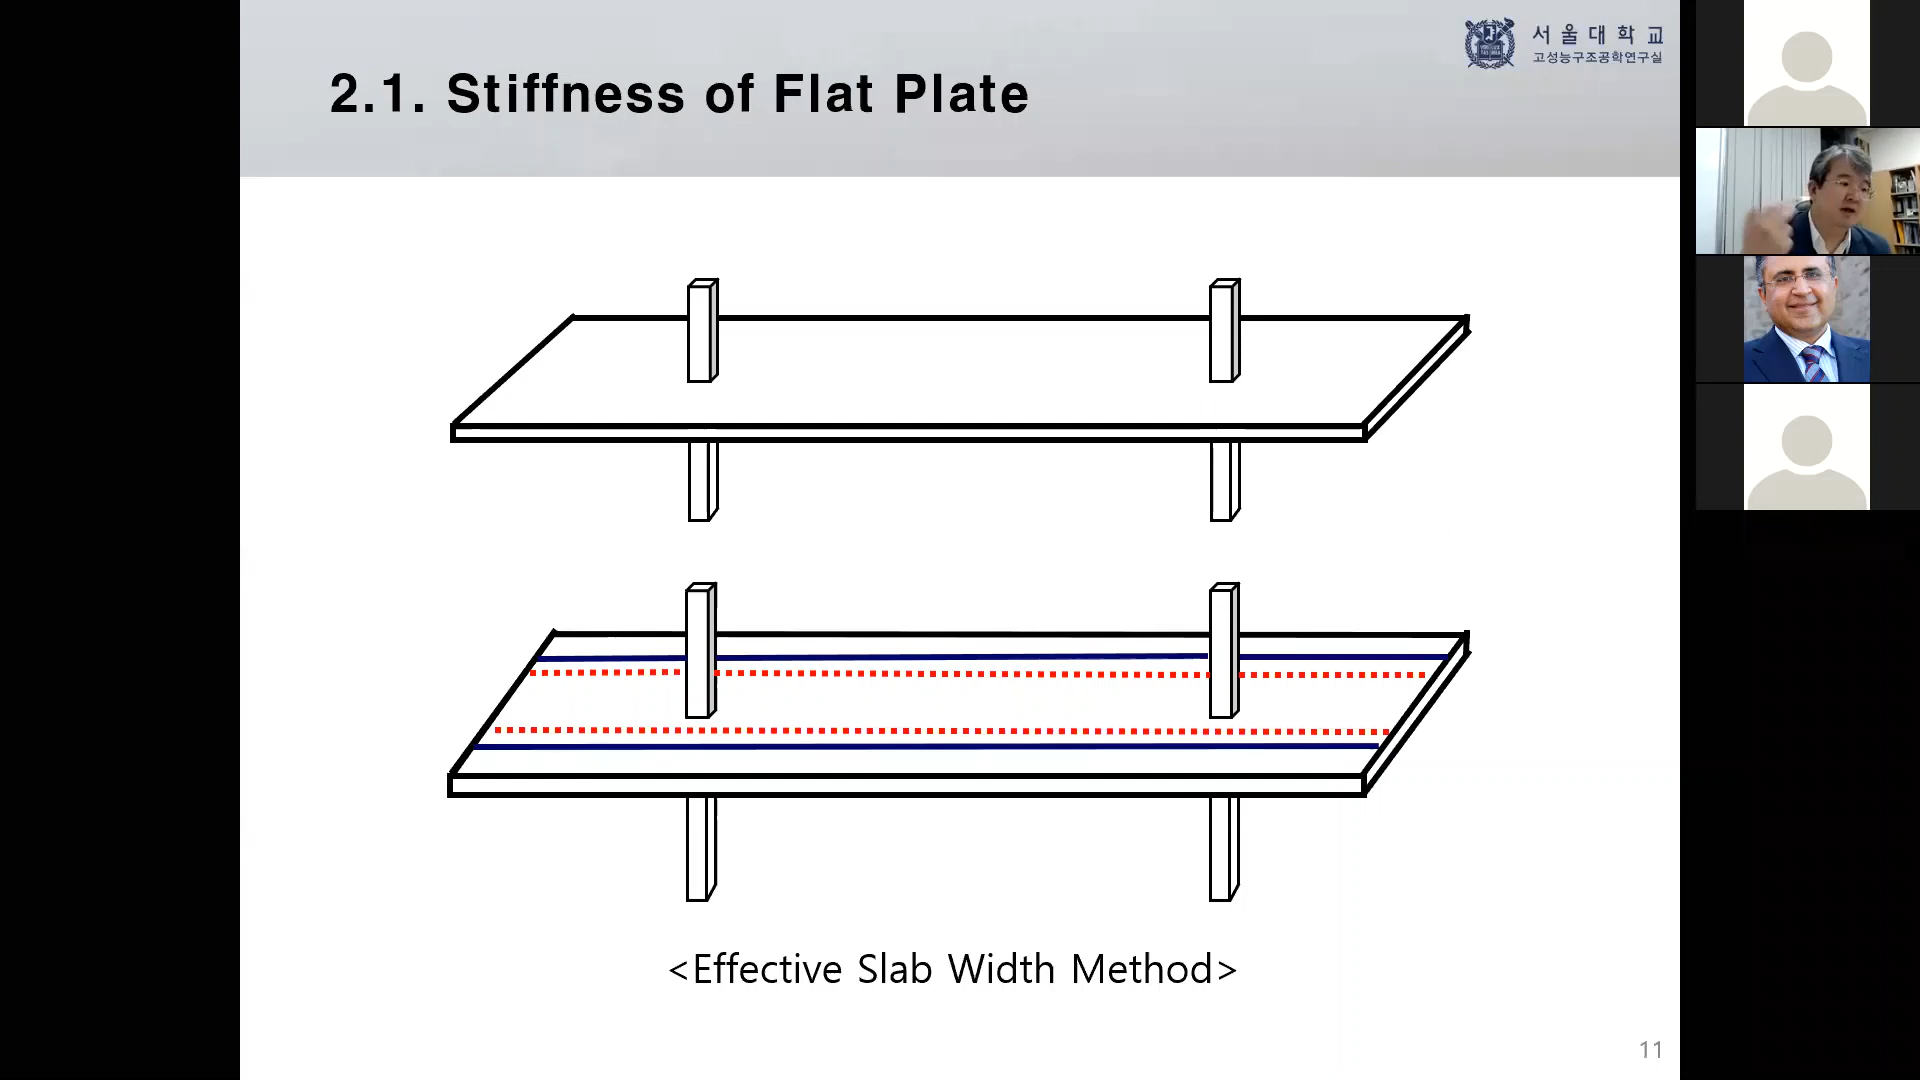 서울대학교
고성능구조공학연구실
2.1. Stiffness of Flat Plate
<Effective Slab Width Method>
11